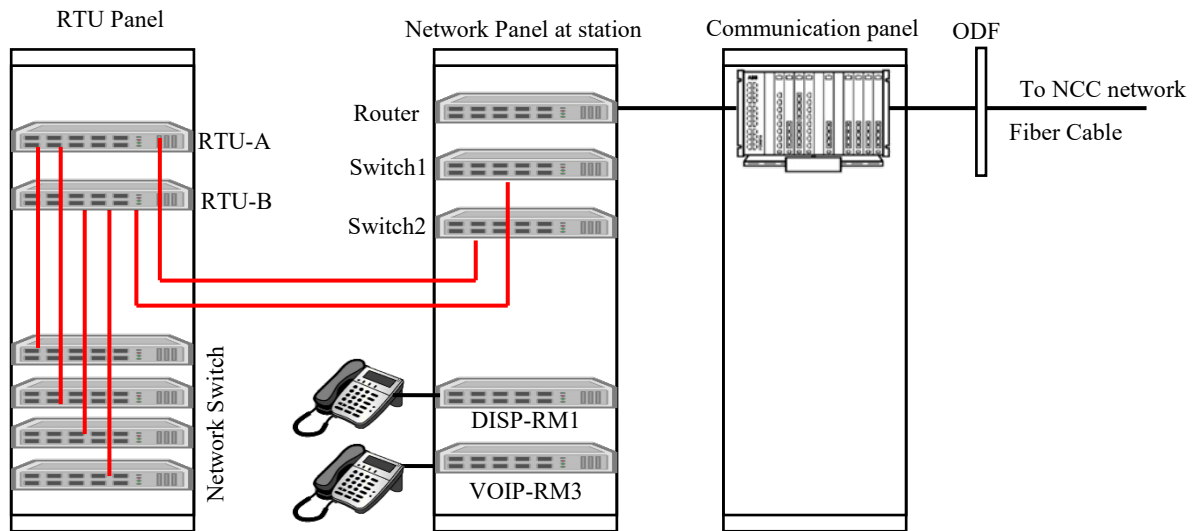 RTU Panel
Network Panel at station
Communication panel
ODF
To NCC network
Fiber Cable
Router
RTU-A
Switch1
RTU-B
Switch2
Network Switch
DISP-RM1
VOIP-RM3
ABB